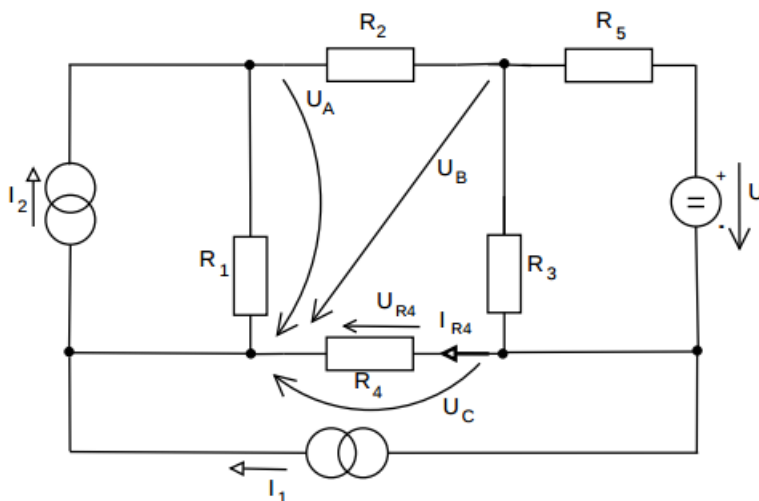 R2
R5
UA
UB
I2
+
=
U
-
R1
R3
UR4
IR4
R4
UC
I1